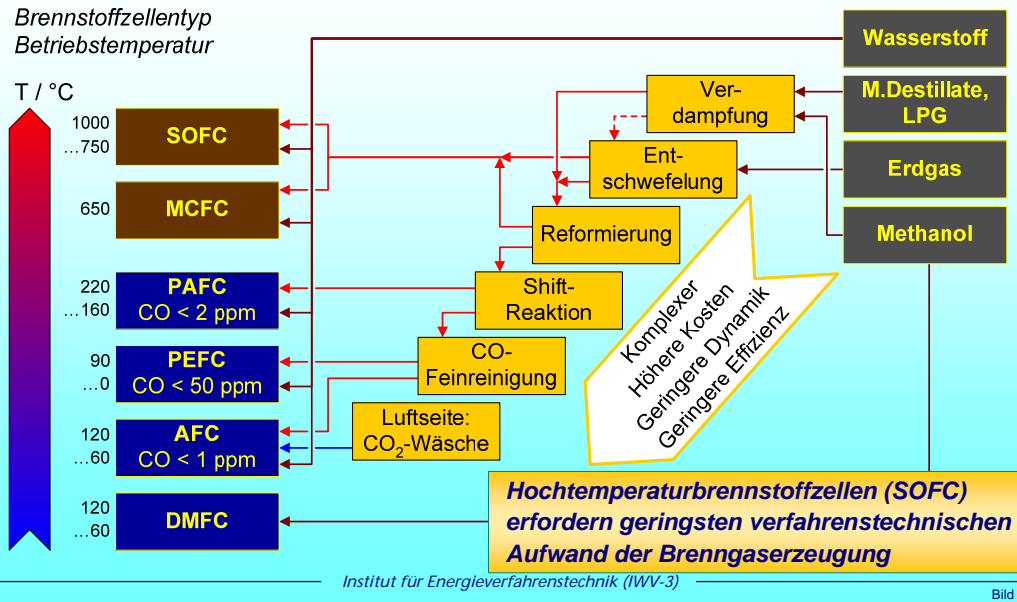 Brennstoffzellentyp
Betriebstemperatur
T / °C
1000
...750
SOFC
650
MCFC
220
...160
PAFC
CO < 2 ppm
90
...0
PEFC
CO < 50 ppm
120
...60
AFC
CO < 1 ppm
120
...60
DMFC
Ver-
dampfung
Ent-
schwefelung
Reformierung
Shift-
Reaktion
CO-
Feinreinigung
Luftseite:
CO₂-Wäsche
Wasserstoff
M.Destillate,
LPG
Erdgas
Methanol
Komplexer
Höhere Kosten
Geringere Dynamik
Geringere Effizienz
Hochtemperaturbrennstoffzellen (SOFC)
erfordern geringsten verfahrenstechnischen
Aufwand der Brenngaserzeugung
Institut für Energieverfahrenstechnik (IWV-3)
Bild